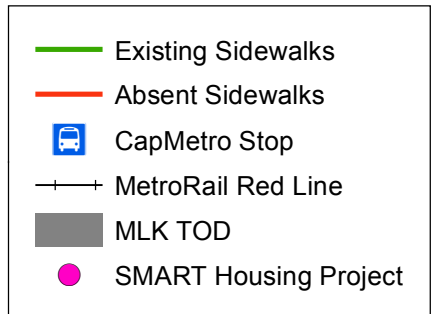 Existing Sidewalks
Absent Sidewalks
CapMetro Stop
MetroRail Red Line
MLK TOD
SMART Housing Project